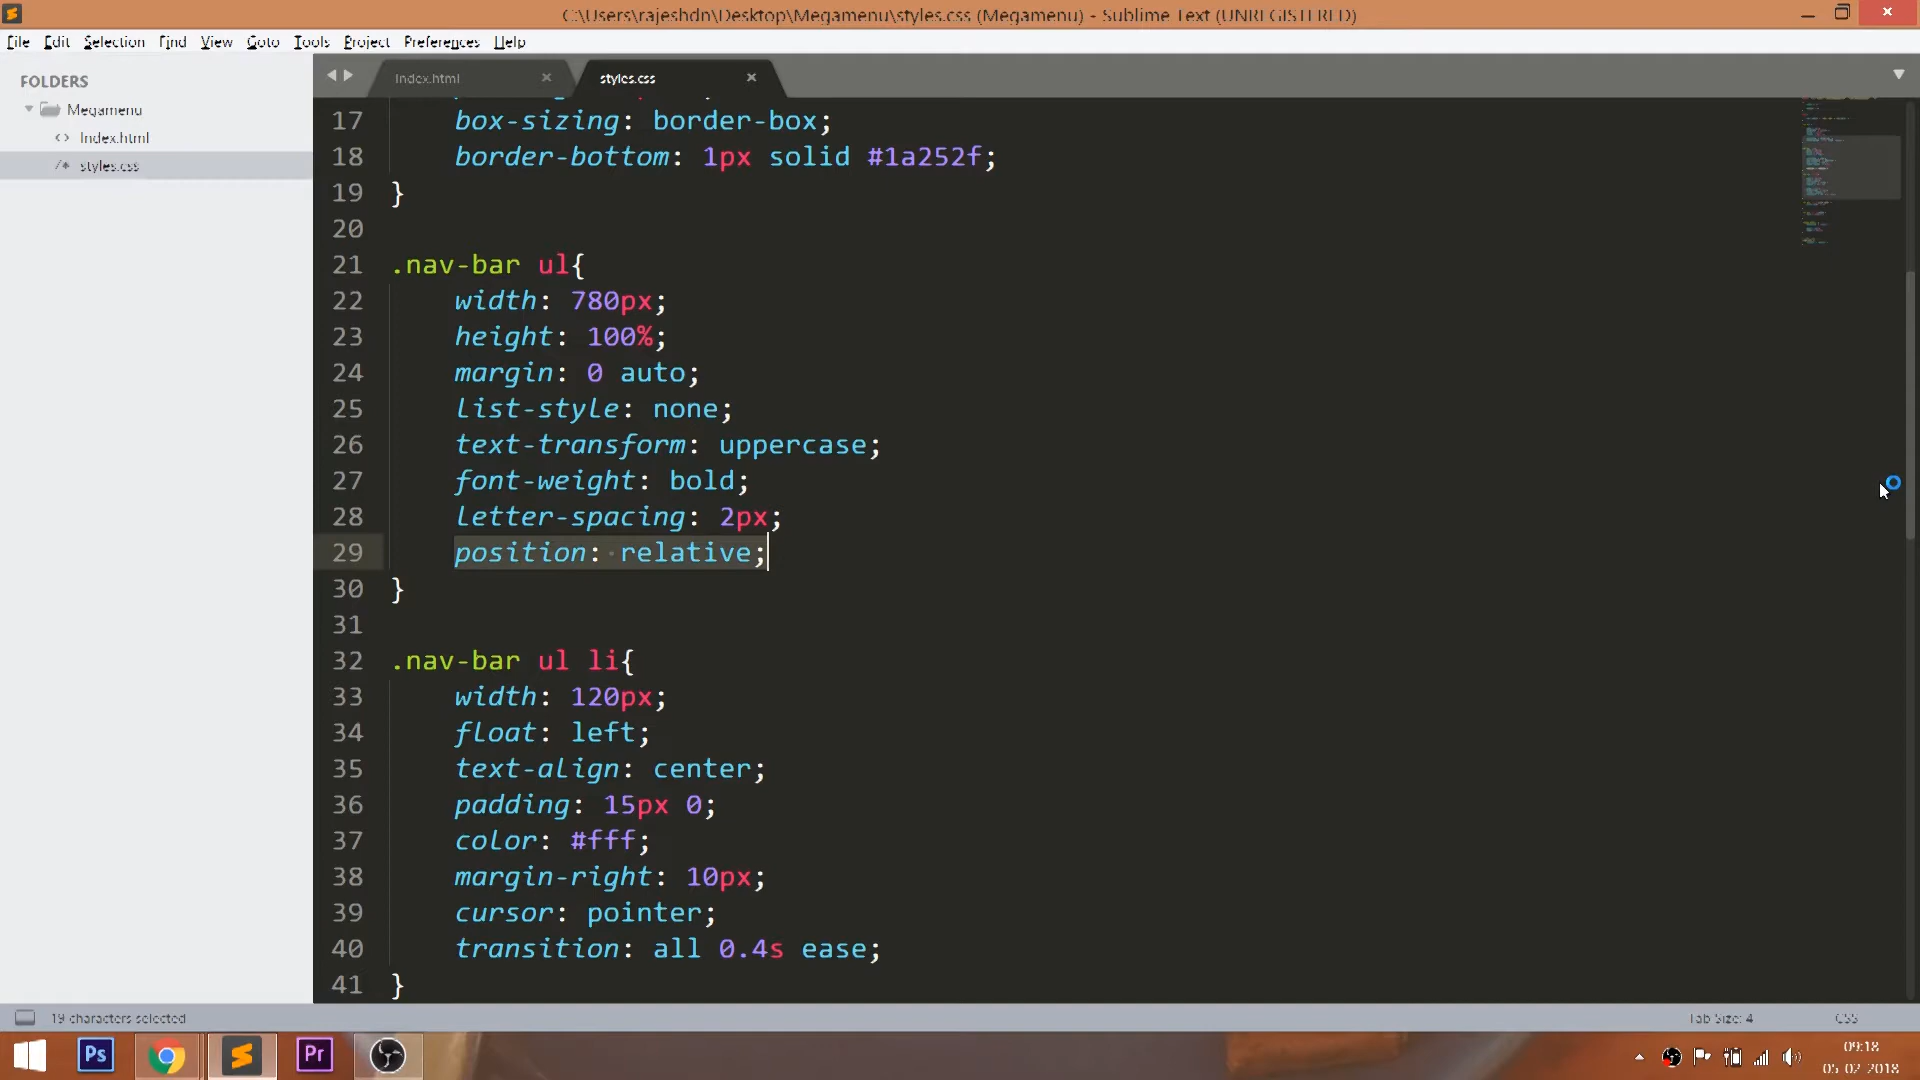 C:\Users\rajeshdn\Desktop\Megamenu\styles.css (Megamenu) - Sublime Text (UNREGISTERED)
File Edit Selection Find View Goto Tools Project Preferences Help
FOLDERS
Megamenu
<> Index.html
/* styles.css
Index.html ×
styles.css ×
17 box-sizing: border-box;
18 border-bottom: 1px solid #1a252f;
19 }
20
21 .nav-bar ul{
22 width: 780px;
23 height: 100%;
24 margin: 0 auto;
25 list-style: none;
26 text-transform: uppercase;
27 font-weight: bold;
28 letter-spacing: 2px;
29 position: relative;
30 }
31
32 .nav-bar ul li{
33 width: 120px;
34 float: left;
35 text-align: center;
36 padding: 15px 0;
37 color: #fff;
38 margin-right: 10px;
39 cursor: pointer;
40 transition: all 0.4s ease;
41 }
19 characters selected
Tab Size: 4
CSS
Ps
Pr
09:18
05-02-2018